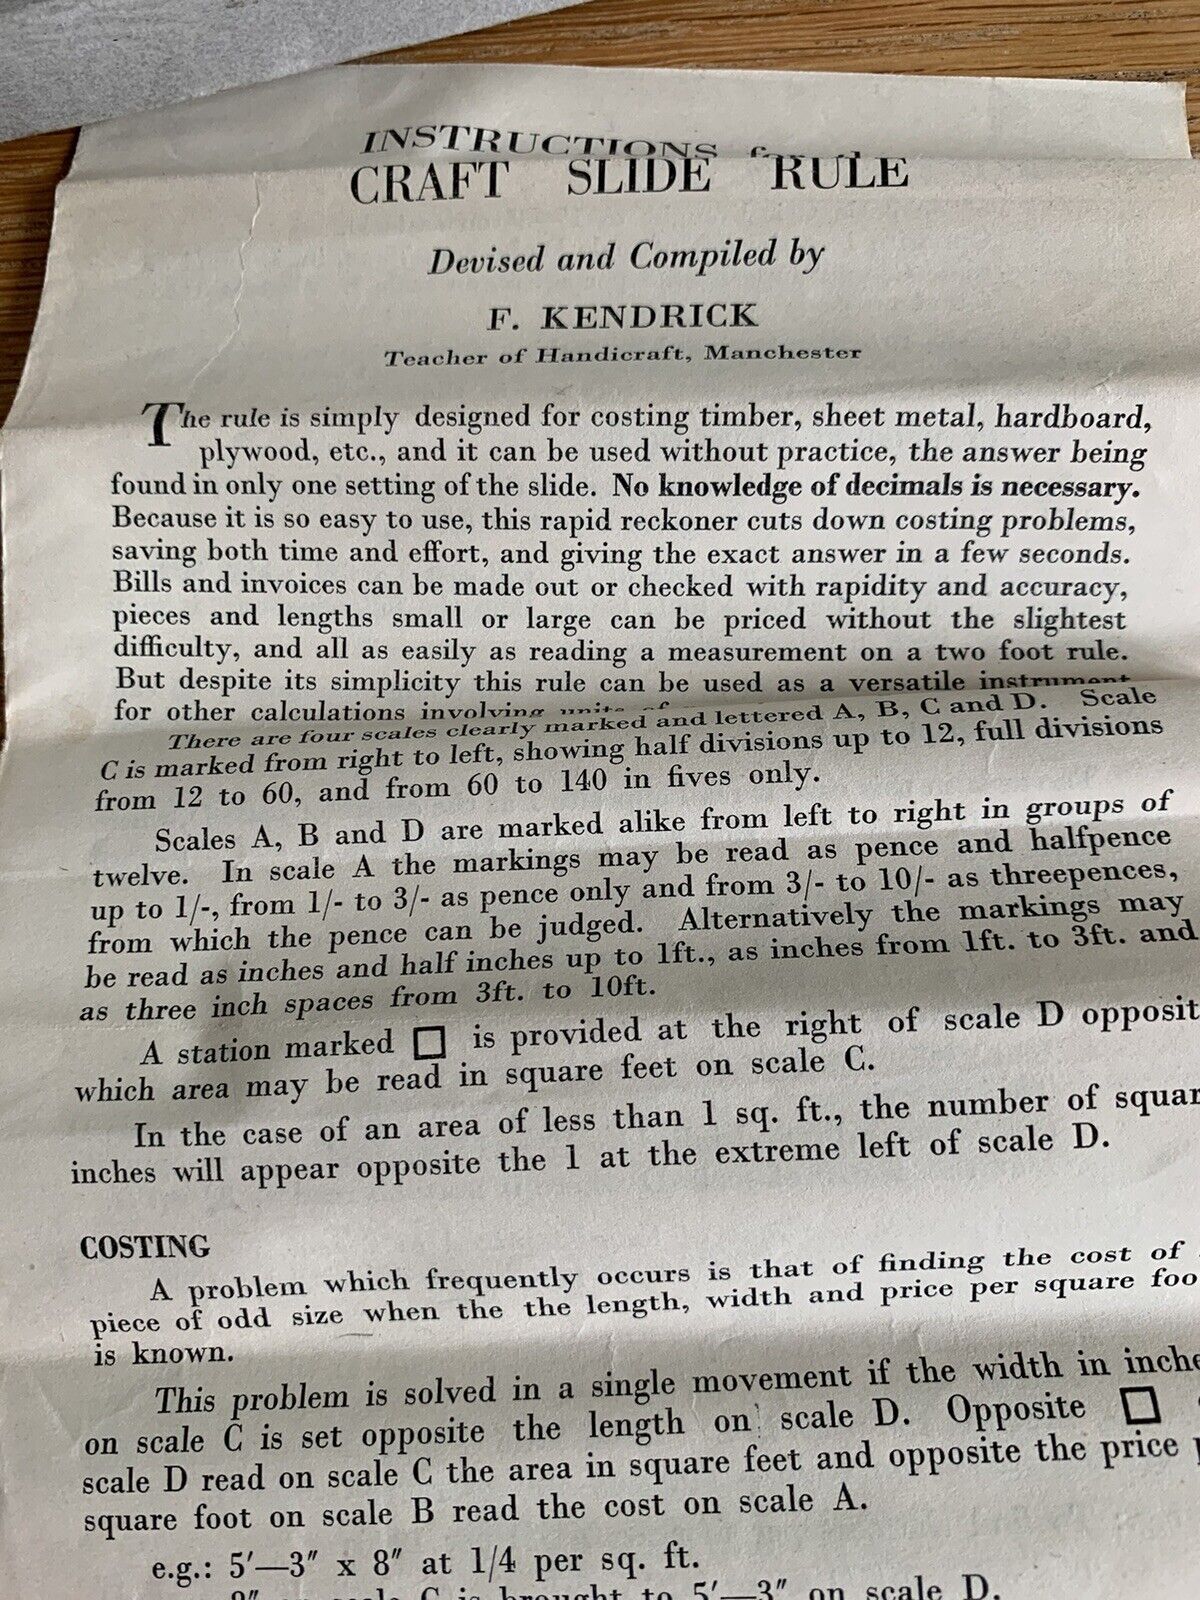 INSTRUCTIONS
CRAFT SLIDE RULE
Devised and Compiled by
F. KENDRICK
Teacher of Handicraft, Manchester
The rule is simply designed for costing timber, sheet metal, hardboard,
plywood, etc., and it can be used without practice, the answer being
found in only one setting of the slide. No knowledge of decimals is necessary.
Because it is so easy to use, this rapid reckoner cuts down costing problems,
saving both time and effort, and giving the exact answer in a few seconds.
Bills and invoices can be made out or checked with rapidity and accuracy,
pieces and lengths small or large can be priced without the slightest
difficulty, and all as easily as reading a measurement on a two foot rule.
But despite its simplicity this rule can be used as a versatile instrument
for other calculations involving units of
There are four scales clearly marked and lettered A, B, C and D. Scale
C is marked from right to left, showing half divisions up to 12, full divisions
from 12 to 60, and from 60 to 140 in fives only.
Scales A, B and D are marked alike from left to right in groups of
twelve. In scale A the markings may be read as pence and halfpence
up to 1/-, from 1/- to 3/- as pence only and from 3/- to 10/- as threepences,
from which the pence can be judged. Alternatively the markings may
be read as inches and half inches up to 1ft., as inches from 1ft. to 3ft. and
as three inch spaces from 3ft. to 10ft.
A station marked □ is provided at the right of scale D opposit
which area may be read in square feet on scale C.
In the case of an area of less than 1 sq. ft., the number of squar
inches will appear opposite the 1 at the extreme left of scale D.
COSTING
A problem which frequently occurs is that of finding the cost of
piece of odd size when the the length, width and price per square foo
is known.
This problem is solved in a single movement if the width in inche
on scale C is set opposite the length on scale D. Opposite □
scale D read on scale C the area in square feet and opposite the price
square foot on scale B read the cost on scale A.
e.g.: 5′—3″ x 8″ at 1/4 per sq. ft.
8″ on scale C is brought to 5′—3″ on scale D.